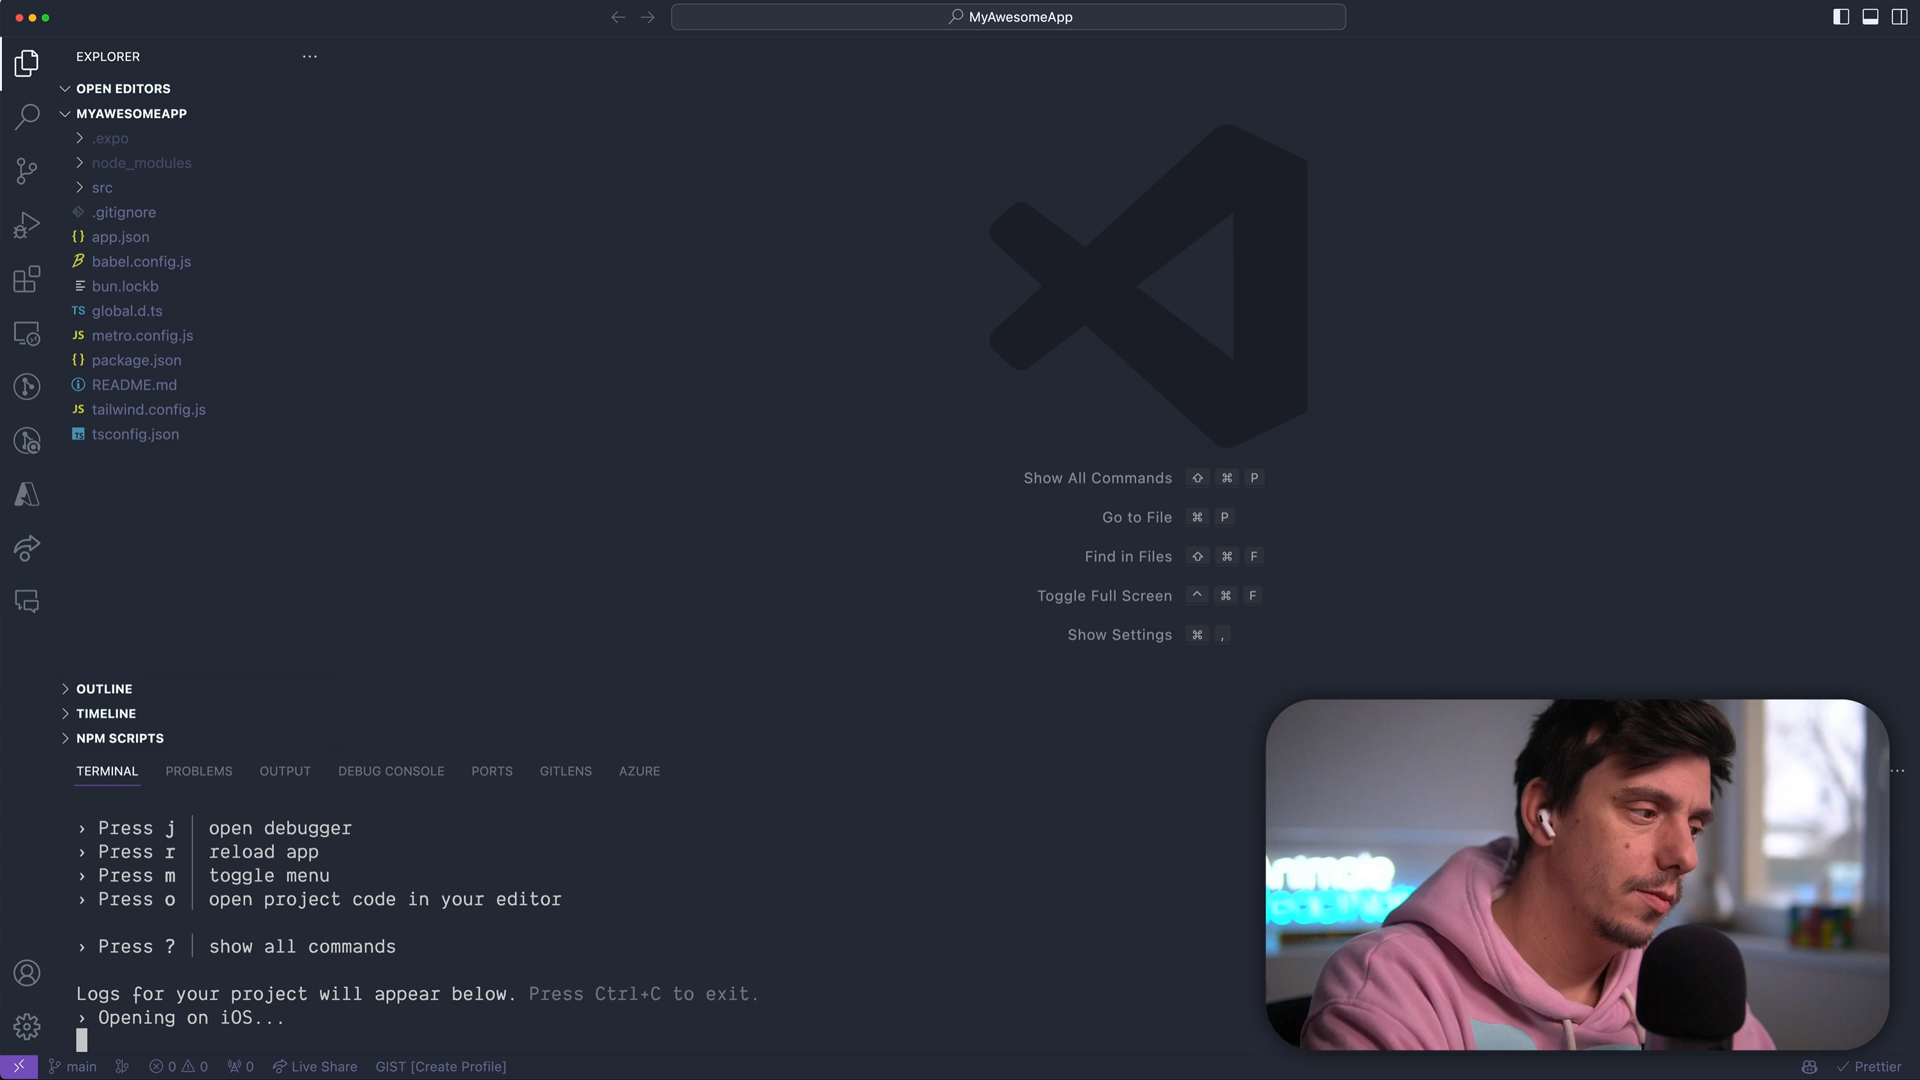 MyAwesomeApp
EXPLORER
OPEN EDITORS
MYAWESOMEAPP
.expo
node_modules
src
.gitignore
app.json
babel.config.js
bun.lockb
TS global.d.ts
JS metro.config.js
package.json
README.md
JS tailwind.config.js
TS tsconfig.json
OUTLINE
TIMELINE
NPM SCRIPTS
Show All Commands ⇧ ⌘ P
Go to File ⌘ P
Find in Files ⇧ ⌘ F
Toggle Full Screen ^ ⌘ F
Show Settings ⌘ ,
TERMINAL PROBLEMS OUTPUT DEBUG CONSOLE PORTS GITLENS AZURE
› Press j │ open debugger
› Press r │ reload app
› Press m │ toggle menu
› Press o │ open project code in your editor
› Press ? │ show all commands
Logs for your project will appear below. Press Ctrl+C to exit.
› Opening on iOS...
main 0 0 0 Live Share GIST [Create Profile] Prettier